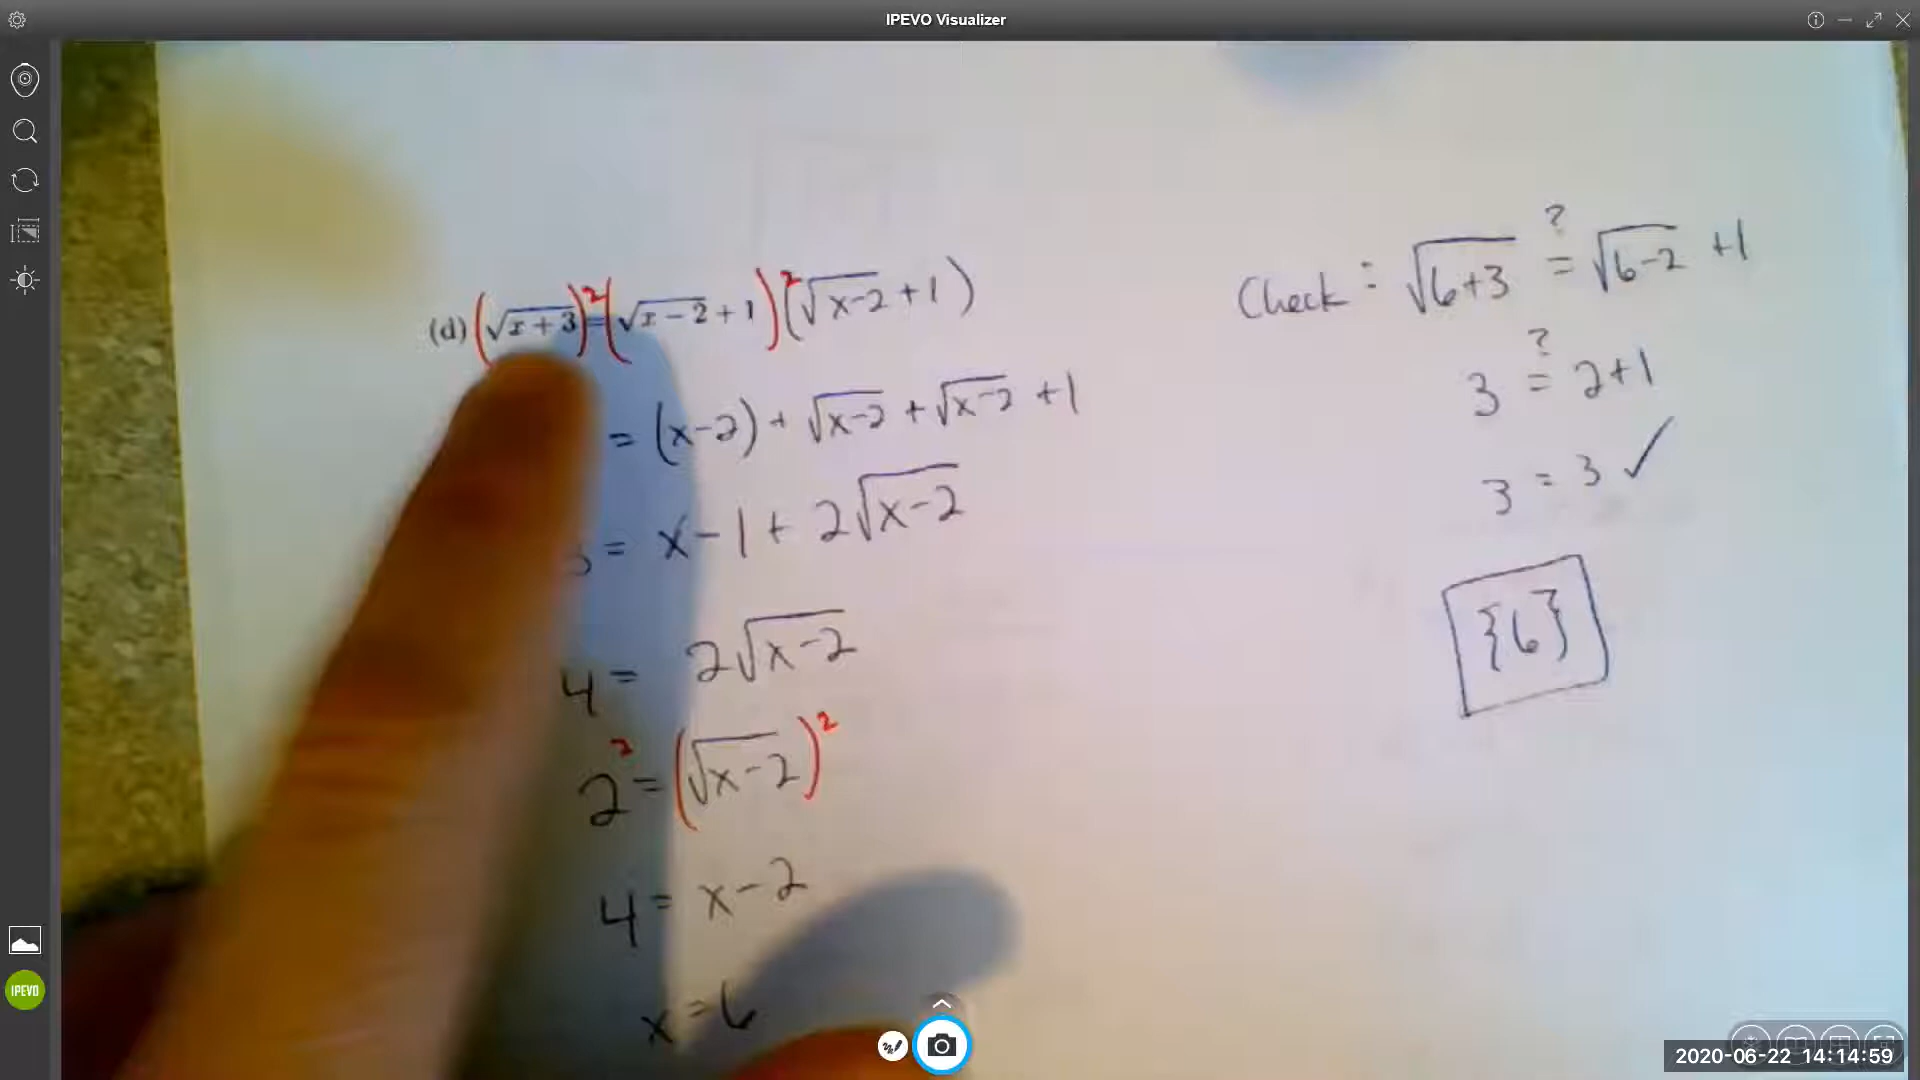 IPEVO Visualizer
(d) (√x + 3)² = (√x − 2 + 1)² (√x-2 + 1)
= (x-2) + √x-2 + √x-2 + 1
= x - 1 + 2√x-2
4 = 2√x-2
2² = (√x-2)²
4 = x-2
x = 6
Check : √6+3 ?= √6-2 + 1
3 ?= 2+1
3 = 3 ✓
{6}
IPEVO
2020-06-22 14:14:59